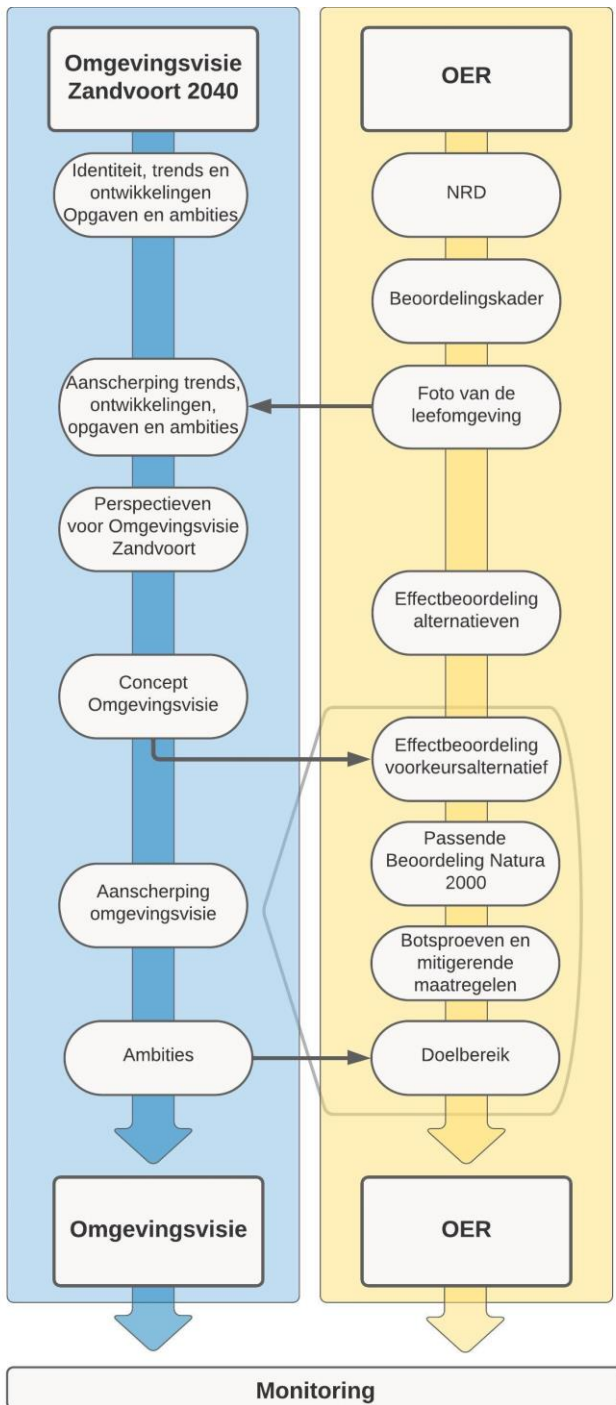 Omgevingsvisie
Zandvoort 2040
Identiteit, trends en
ontwikkelingen
Opgaven en ambities
Aanscherping trends,
ontwikkelingen,
opgaven en ambities
Perspectieven
voor Omgevingsvisie
Zandvoort
Concept
Omgevingsvisie
Aanscherping
omgevingsvisie
Ambities
Omgevingsvisie
OER
NRD
Beoordelingskader
Foto van de
leefomgeving
Effectbeoordeling
alternatieven
Effectbeoordeling
voorkeursalternatief
Passende
Beoordeling Natura
2000
Botsproeven en
mitigerende
maatregelen
Doelbereik
OER
Monitoring